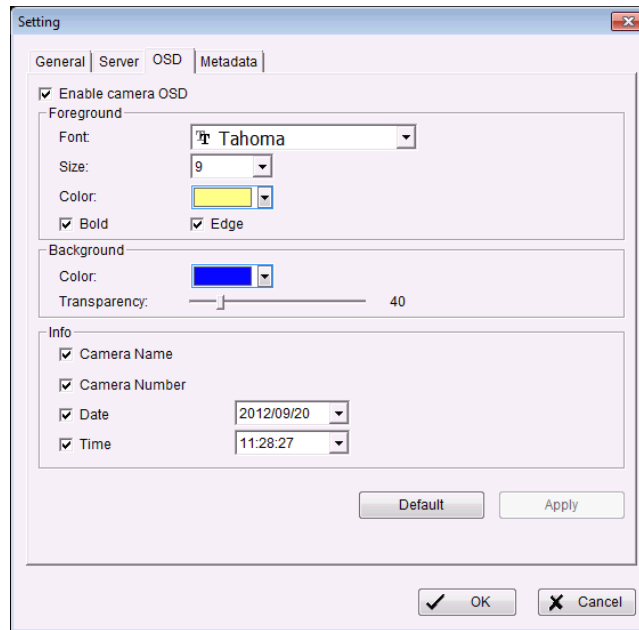 Setting
General Server OSD Metadata
Enable camera OSD
Foreground
Font: Tahoma
Size: 9
Color:
Bold Edge
Background
Color:
Transparency: 40
Info
Camera Name
Camera Number
Date 2012/09/20
Time 11:28:27
Default Apply
OK Cancel